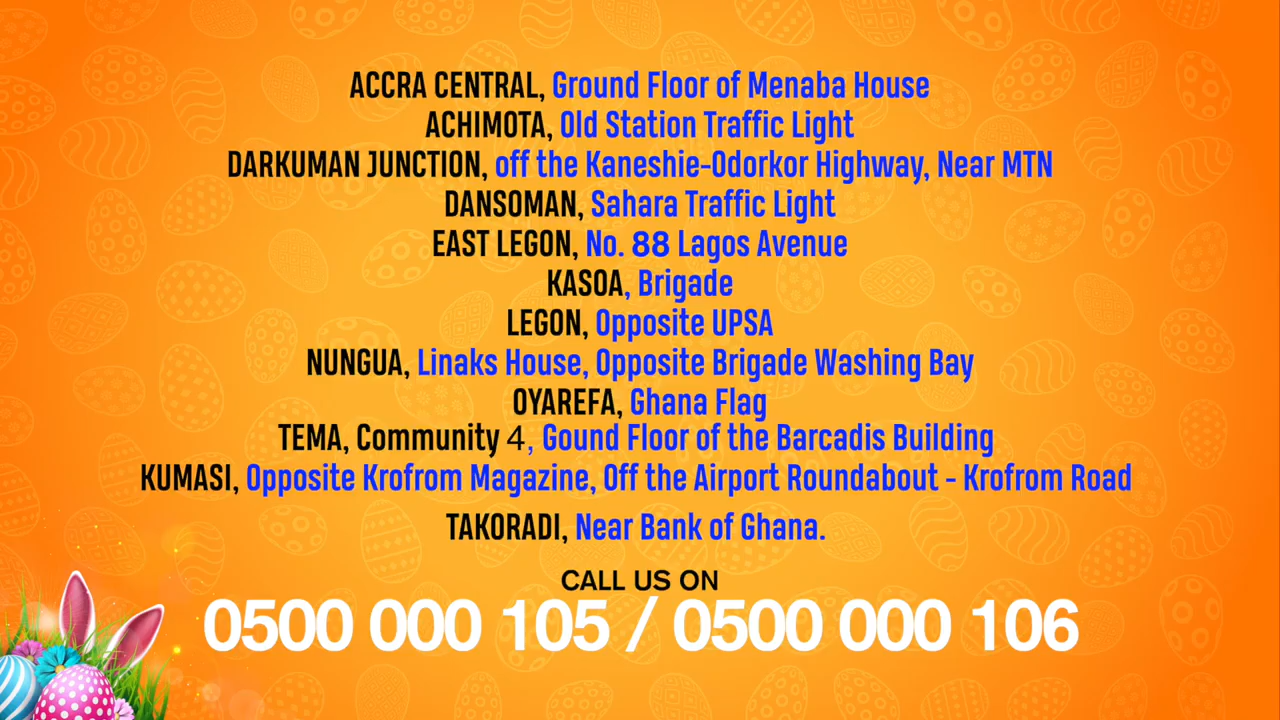 ACCRA CENTRAL, Ground Floor of Menaba House
ACHIMOTA, Old Station Traffic Light
DARKUMAN JUNCTION, off the Kaneshie-Odorkor Highway, Near MTN
DANSOMAN, Sahara Traffic Light
EAST LEGON, No. 88 Lagos Avenue
KASOA, Brigade
LEGON, Opposite UPSA
NUNGUA, Linaks House, Opposite Brigade Washing Bay
OYAREFA, Ghana Flag
TEMA, Community 4, Gound Floor of the Barcadis Building
KUMASI, Opposite Krofrom Magazine, Off the Airport Roundabout - Krofrom Road
TAKORADI, Near Bank of Ghana.
CALL US ON
0500 000 105 / 0500 000 106